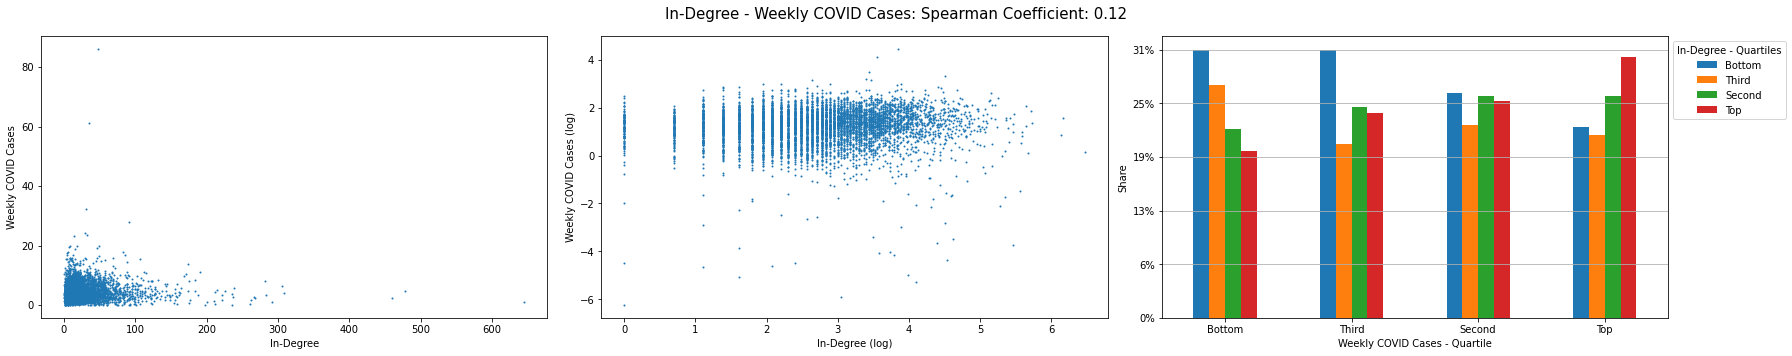 In-Degree - Weekly COVID Cases: Spearman Coefficient: 0.12
Weekly COVID Cases
80
60
40
20
0
0 100 200 300 400 500 600
In-Degree
Weekly COVID Cases (log)
4
2
0
−2
−4
−6
0 1 2 3 4 5 6
In-Degree (log)
Share
31%
25%
19%
13%
6%
0%
Bottom Third Second Top
Weekly COVID Cases - Quartile
In-Degree - Quartiles
Bottom
Third
Second
Top